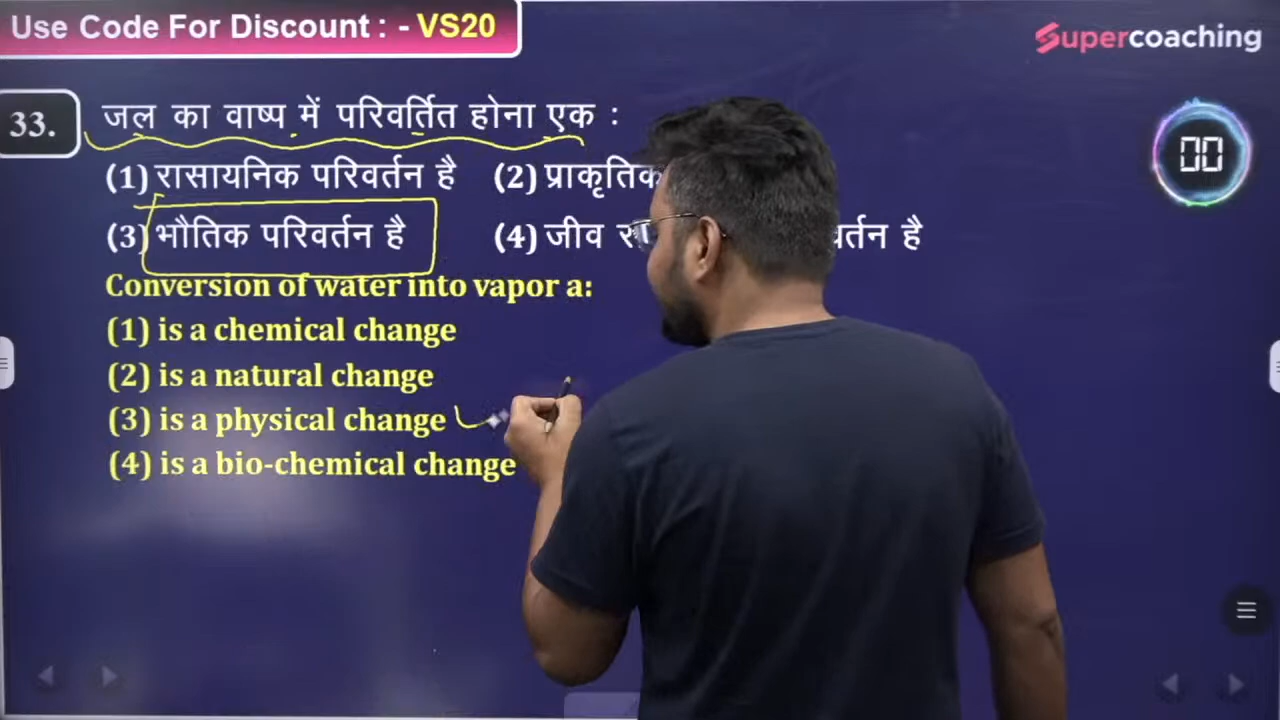 Use Code For Discount : - VS20
Supercoaching
33. जल का वाष्प में परिवर्तित होना एक :
00
(1) रासायनिक परिवर्तन है (2) प्राकृतिक
(3) भौतिक परिवर्तन है (4) जीव
Conversion of water into vapor a:
(1) is a chemical change
(2) is a natural change
(3) is a physical change
(4) is a bio-chemical change